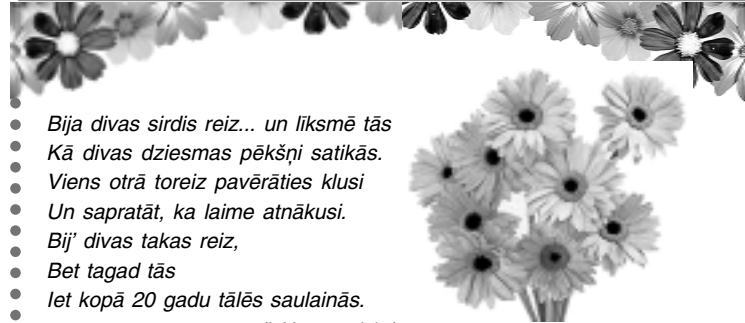 Bija divas sirdis reiz... un līksmē tās
Kā divas dziesmas pēkšņi satikās.
Viens otrā toreiz pavērāties klusi
Un sapratāt, ka laime atnākusi.
Bij' divas takas reiz,
Bet tagad tās
Iet kopā 20 gadu tālēs saulainās.